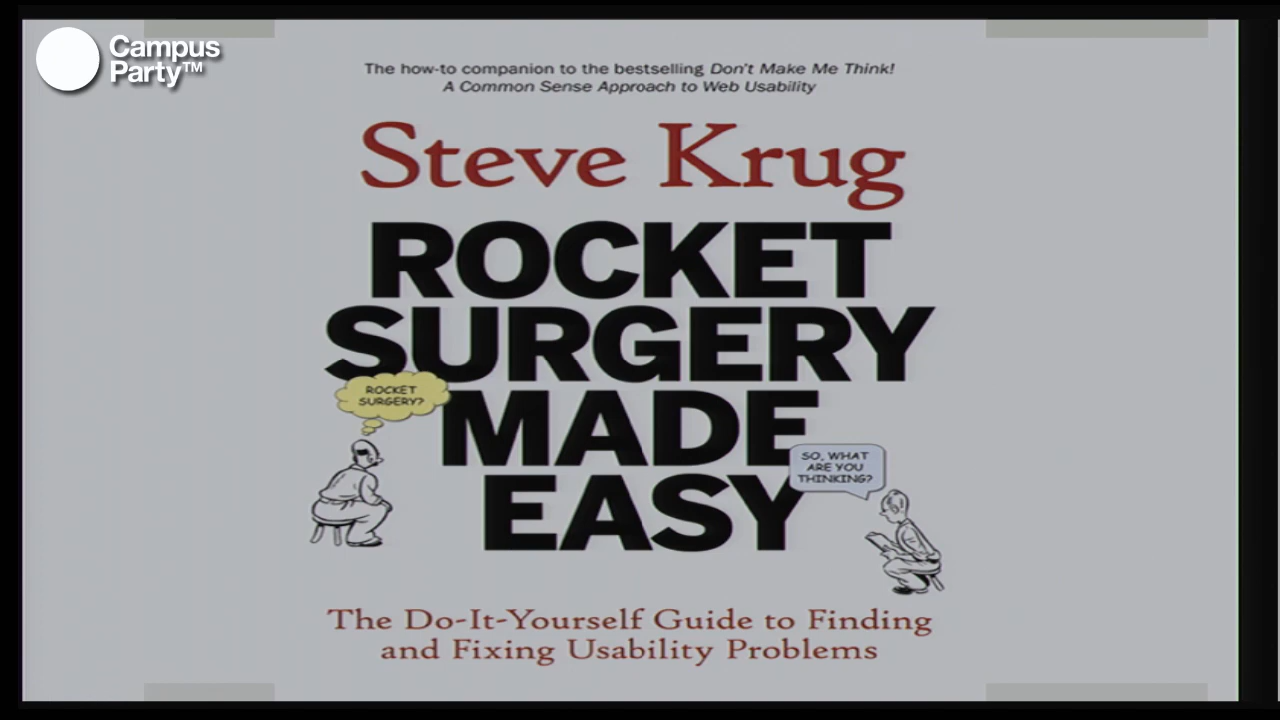 Campus
Party™
The how-to companion to the bestselling Don't Make Me Think!
A Common Sense Approach to Web Usability
Steve Krug
ROCKET
SURGERY
MADE
EASY
ROCKET
SURGERY?
SO, WHAT
ARE YOU
THINKING?
The Do-It-Yourself Guide to Finding
and Fixing Usability Problems